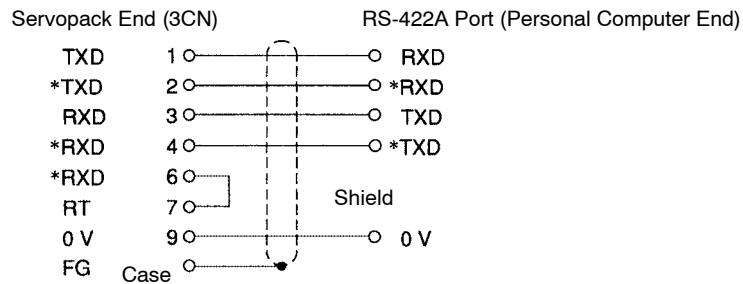 Servopack End (3CN) RS-422A Port (Personal Computer End)
TXD 1 RXD
*TXD 2 *RXD
RXD 3 TXD
*RXD 4 *TXD
*RXD 6
RT 7
Shield
0 V 9 0 V
FG Case